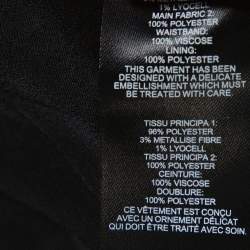 1% LYOCELL
MAIN FABRIC 2:
100% POLYESTER
WAISTBAND:
100% VISCOSE
LINING:
100% POLYESTER
THIS GARMENT HAS BEEN
DESIGNED WITH A DELICATE
EMBELLISHMENT WHICH MUST
BE TREATED WITH CARE.
TISSU PRINCIPA 1:
96% POLYESTER
3% METALLISE FIBRE
1% LYOCELL
TISSU PRINCIPA 2:
100% POLYESTER
CEINTURE:
100% VISCOSE
DOUBLURE:
100% POLYESTER
CE VÊTEMENT EST CONÇU
AVEC UN ORNEMENT DÉLICAT
QUI DOIT ÊTRE TRAITÉ AVEC SOIN.